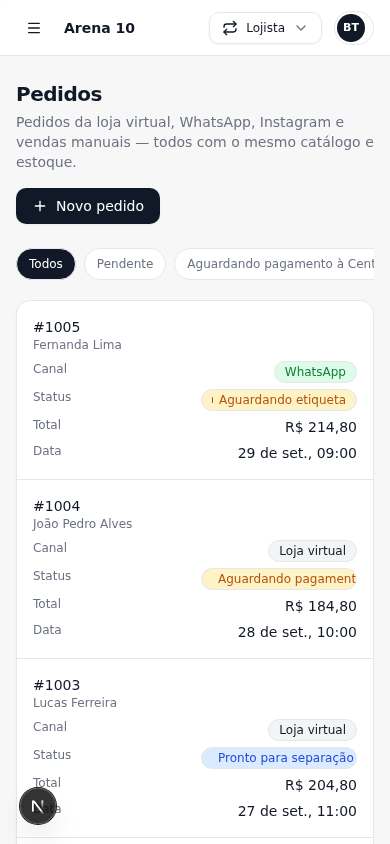 Arena 10
Lojista
BT
Pedidos
Pedidos da loja virtual, WhatsApp, Instagram e
vendas manuais — todos com o mesmo catálogo e
estoque.
+ Novo pedido
Todos
Pendente
Aguardando pagamento à Cent
#1005
Fernanda Lima
Canal
WhatsApp
Status
Aguardando etiqueta
Total
R$ 214,80
Data
29 de set., 09:00
#1004
João Pedro Alves
Canal
Loja virtual
Status
Aguardando pagament
Total
R$ 184,80
Data
28 de set., 10:00
#1003
Lucas Ferreira
Canal
Loja virtual
Status
Pronto para separação
Total
R$ 204,80
27 de set., 11:00
N